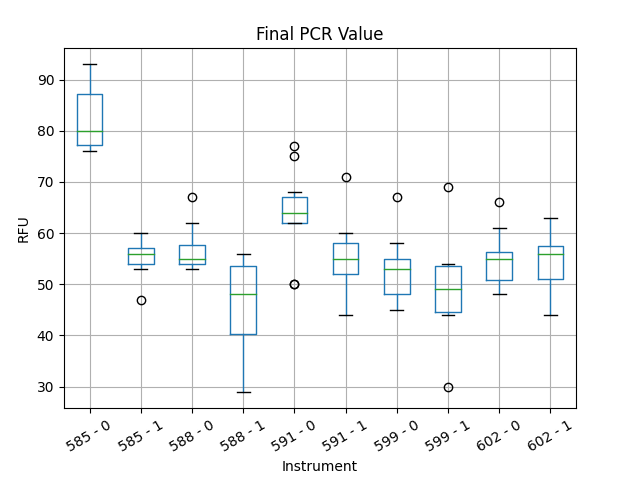 Final PCR Value
RFU
90
80
70
60
50
40
30
585 - 0
585 - 1
588 - 0
588 - 1
591 - 0
591 - 1
599 - 0
599 - 1
602 - 0
602 - 1
Instrument